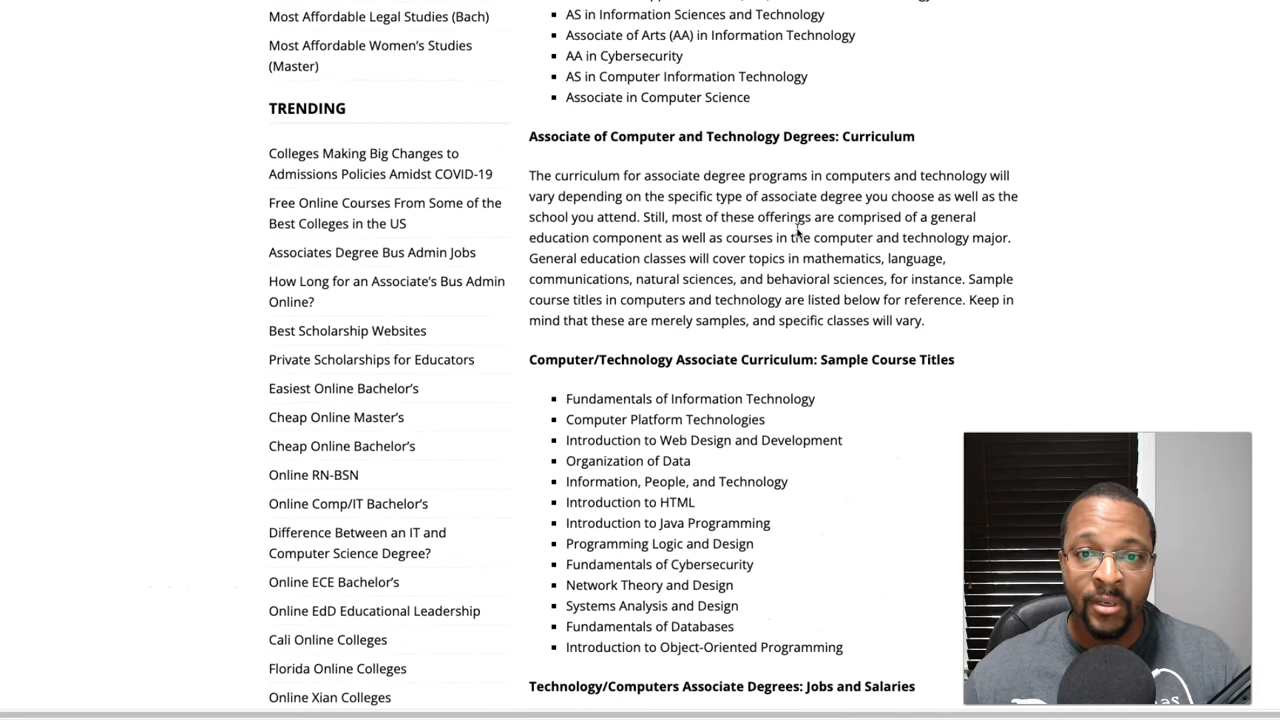 Most Affordable Legal Studies (Bach)
Most Affordable Women's Studies
(Master)
TRENDING
Colleges Making Big Changes to
Admissions Policies Amidst COVID-19
Free Online Courses From Some of the
Best Colleges in the US
Associates Degree Bus Admin Jobs
How Long for an Associate's Bus Admin
Online?
Best Scholarship Websites
Private Scholarships for Educators
Easiest Online Bachelor's
Cheap Online Master's
Cheap Online Bachelor's
Online RN-BSN
Online Comp/IT Bachelor's
Difference Between an IT and
Computer Science Degree?
Online ECE Bachelor's
Online EdD Educational Leadership
Cali Online Colleges
Florida Online Colleges
Online Xian Colleges
AS in Information Sciences and Technology
Associate of Arts (AA) in Information Technology
AA in Cybersecurity
AS in Computer Information Technology
Associate in Computer Science
Associate of Computer and Technology Degrees: Curriculum
The curriculum for associate degree programs in computers and technology will
vary depending on the specific type of associate degree you choose as well as the
school you attend. Still, most of these offerings are comprised of a general
education component as well as courses in the computer and technology major.
General education classes will cover topics in mathematics, language,
communications, natural sciences, and behavioral sciences, for instance. Sample
course titles in computers and technology are listed below for reference. Keep in
mind that these are merely samples, and specific classes will vary.
Computer/Technology Associate Curriculum: Sample Course Titles
Fundamentals of Information Technology
Computer Platform Technologies
Introduction to Web Design and Development
Organization of Data
Information, People, and Technology
Introduction to HTML
Introduction to Java Programming
Programming Logic and Design
Fundamentals of Cybersecurity
Network Theory and Design
Systems Analysis and Design
Fundamentals of Databases
Introduction to Object-Oriented Programming
Technology/Computers Associate Degrees: Jobs and Salaries